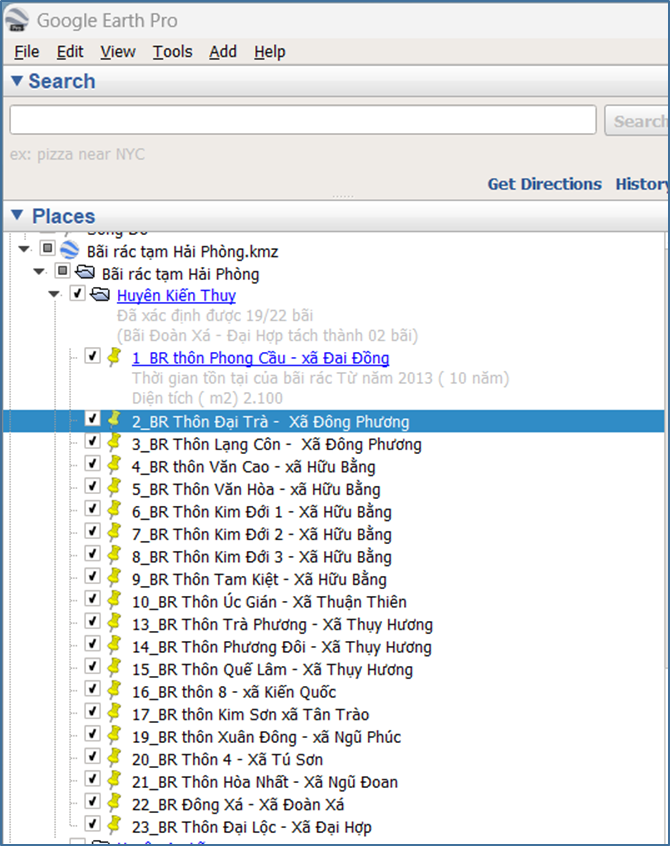 Google Earth Pro
File Edit View Tools Add Help
Search
Search
ex: pizza near NYC
Get Directions History
Places
Bãi rác tạm Hải Phòng.kmz
Bãi rác tạm Hải Phòng
Huyện Kiến Thuy
Đã xác định được 19/22 bãi
(Bãi Đoàn Xá - Đại Hợp tách thành 02 bãi)
1_BR thôn Phong Cầu - xã Đại Đồng
Thời gian tồn tại của bãi rác Từ năm 2013 ( 10 năm)
Diện tích ( m2) 2.100
2_BR Thôn Đại Trà - Xã Đông Phương
3_BR Thôn Lạng Côn - Xã Đông Phương
4_BR thôn Văn Cao - xã Hữu Bằng
5_BR Thôn Văn Hòa - xã Hữu Bằng
6_BR Thôn Kim Đới 1 - Xã Hữu Bằng
7_BR Thôn Kim Đới 2 - Xã Hữu Bằng
8_BR Thôn Kim Đới 3 - Xã Hữu Bằng
9_BR Thôn Tam Kiệt - Xã Hữu Bằng
10_BR Thôn Úc Gián - Xã Thuận Thiên
13_BR Thôn Trà Phương - Xã Thụy Hương
14_BR Thôn Phương Đôi - Xã Thụy Hương
15_BR Thôn Quế Lâm - Xã Thụy Hương
16_BR thôn 8 - xã Kiến Quốc
17_BR thôn Kim Sơn xã Tân Trào
19_BR thôn Xuân Đông - xã Ngũ Phúc
20_BR Thôn 4 - Xã Tú Sơn
21_BR Thôn Hòa Nhất - Xã Ngũ Đoan
22_BR Đông Xá - Xã Đoàn Xá
23_BR Thôn Đại Lộc - Xã Đại Hợp